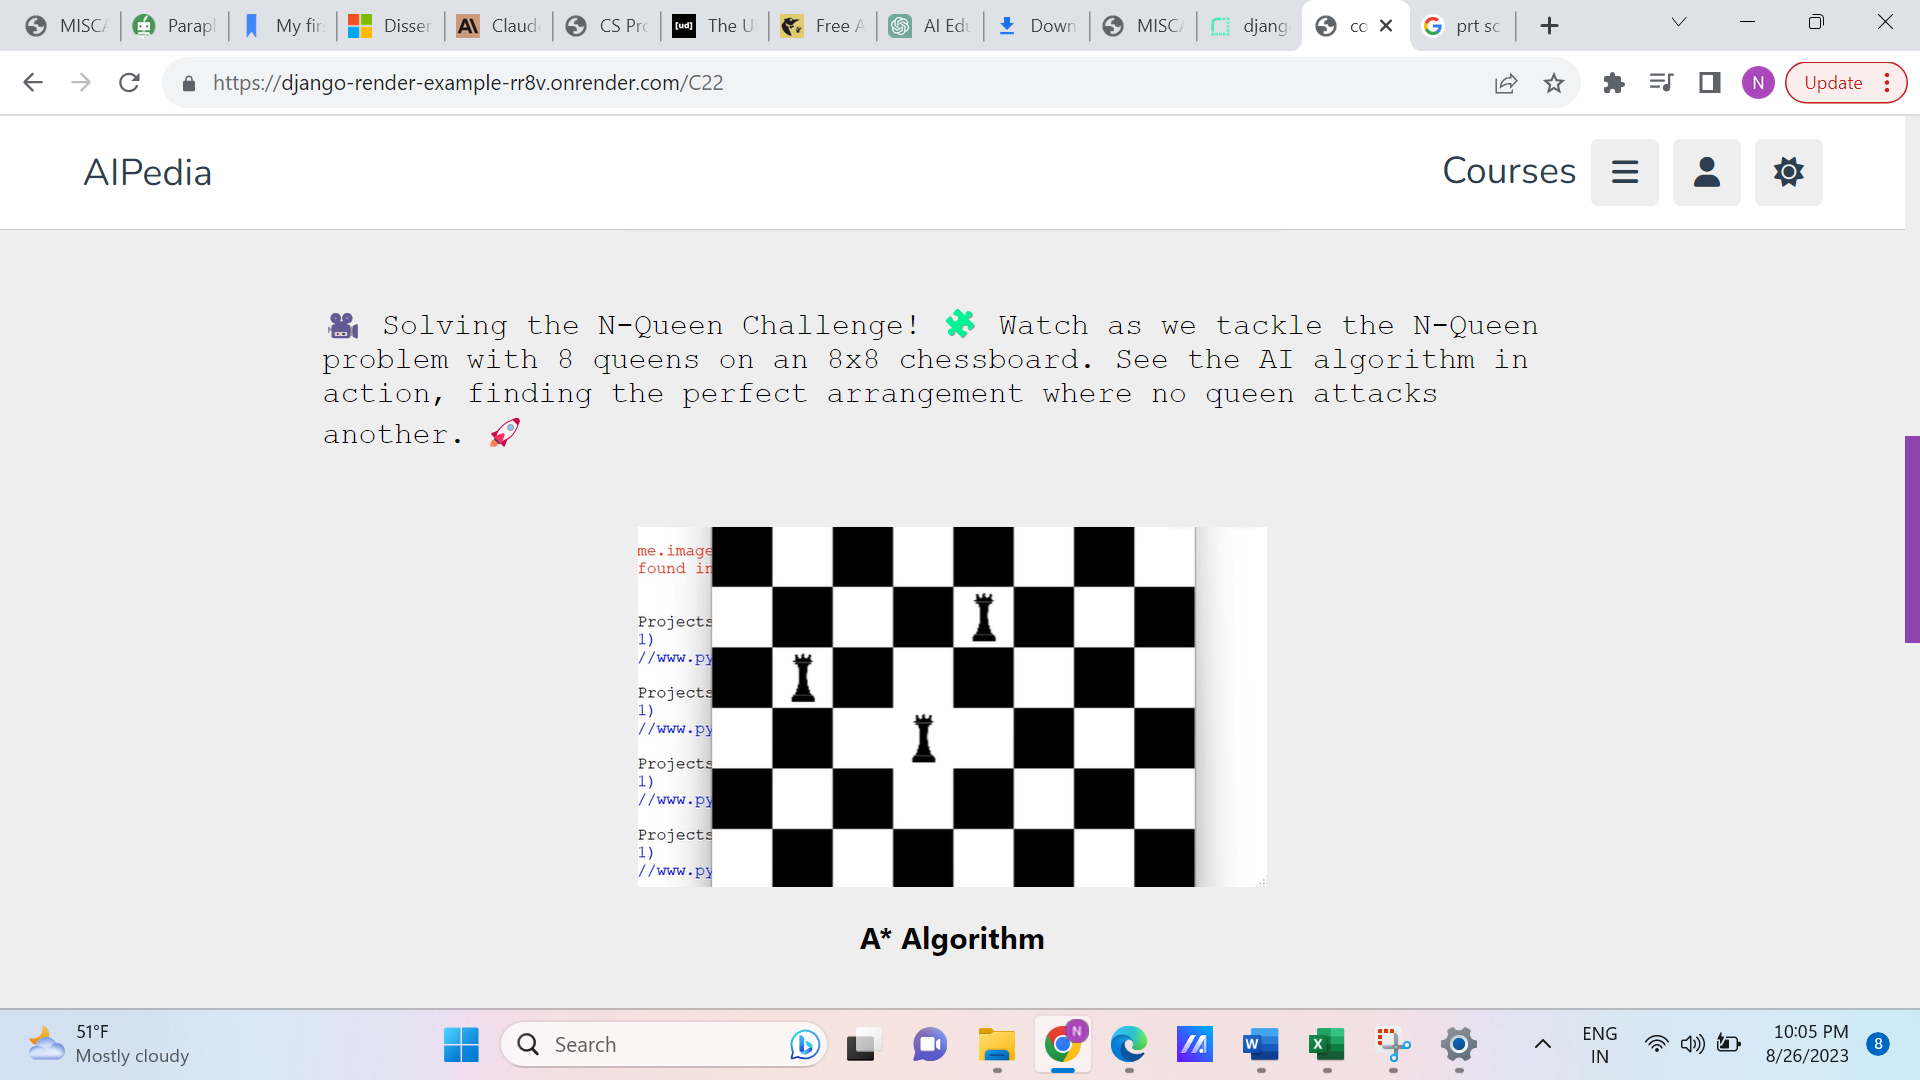 MISCA
Parapl
My fir
Disser
Claud
CS Pro
[ud] The U
Free A
AI Edu
Down
MISCA
djang
co
prt sc
https://django-render-example-rr8v.onrender.com/C22
N
Update
AIPedia
Courses
Solving the N-Queen Challenge! Watch as we tackle the N-Queen
problem with 8 queens on an 8x8 chessboard. See the AI algorithm in
action, finding the perfect arrangement where no queen attacks
another.
me.image
found in
Projects
1)
//www.py
Projects
1)
//www.py
Projects
1)
//www.py
Projects
1)
//www.py
A* Algorithm
51°F
Mostly cloudy
Search
N
ENG
IN
10:05 PM
8/26/2023
8